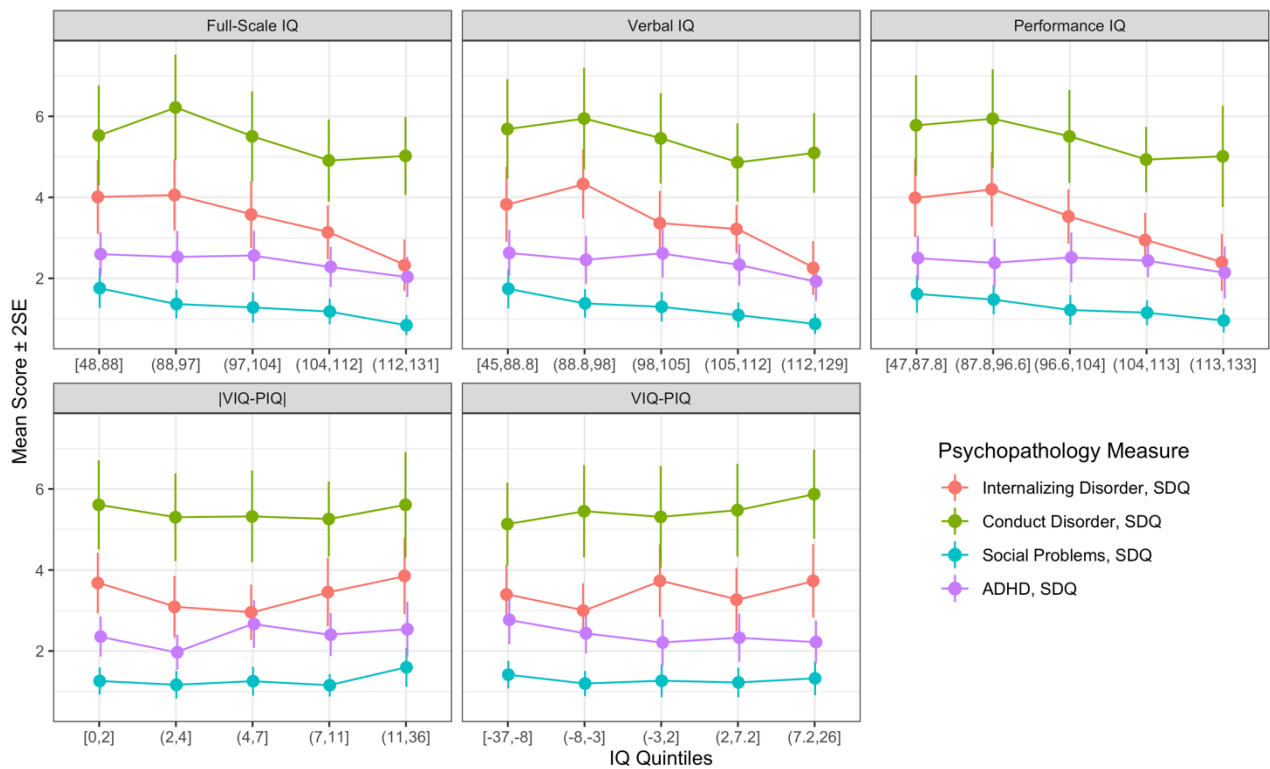 Full-Scale IQ
Verbal IQ
Performance IQ
Mean Score ± 2SE
6
4
2
[48,88] (88,97] (97,104] (104,112] (112,131]
[45,88.8] (88.8,98] (98,105] (105,112] (112,129]
[47,87.8] (87.8,96.6] (96.6,104] (104,113] (113,133]
|VIQ-PIQ|
VIQ-PIQ
6
4
2
[0,2] (2,4] (4,7] (7,11] (11,36]
[-37,-8] (-8,-3] (-3,2] (2,7.2] (7.2,26]
IQ Quintiles
Psychopathology Measure
Internalizing Disorder, SDQ
Conduct Disorder, SDQ
Social Problems, SDQ
ADHD, SDQ